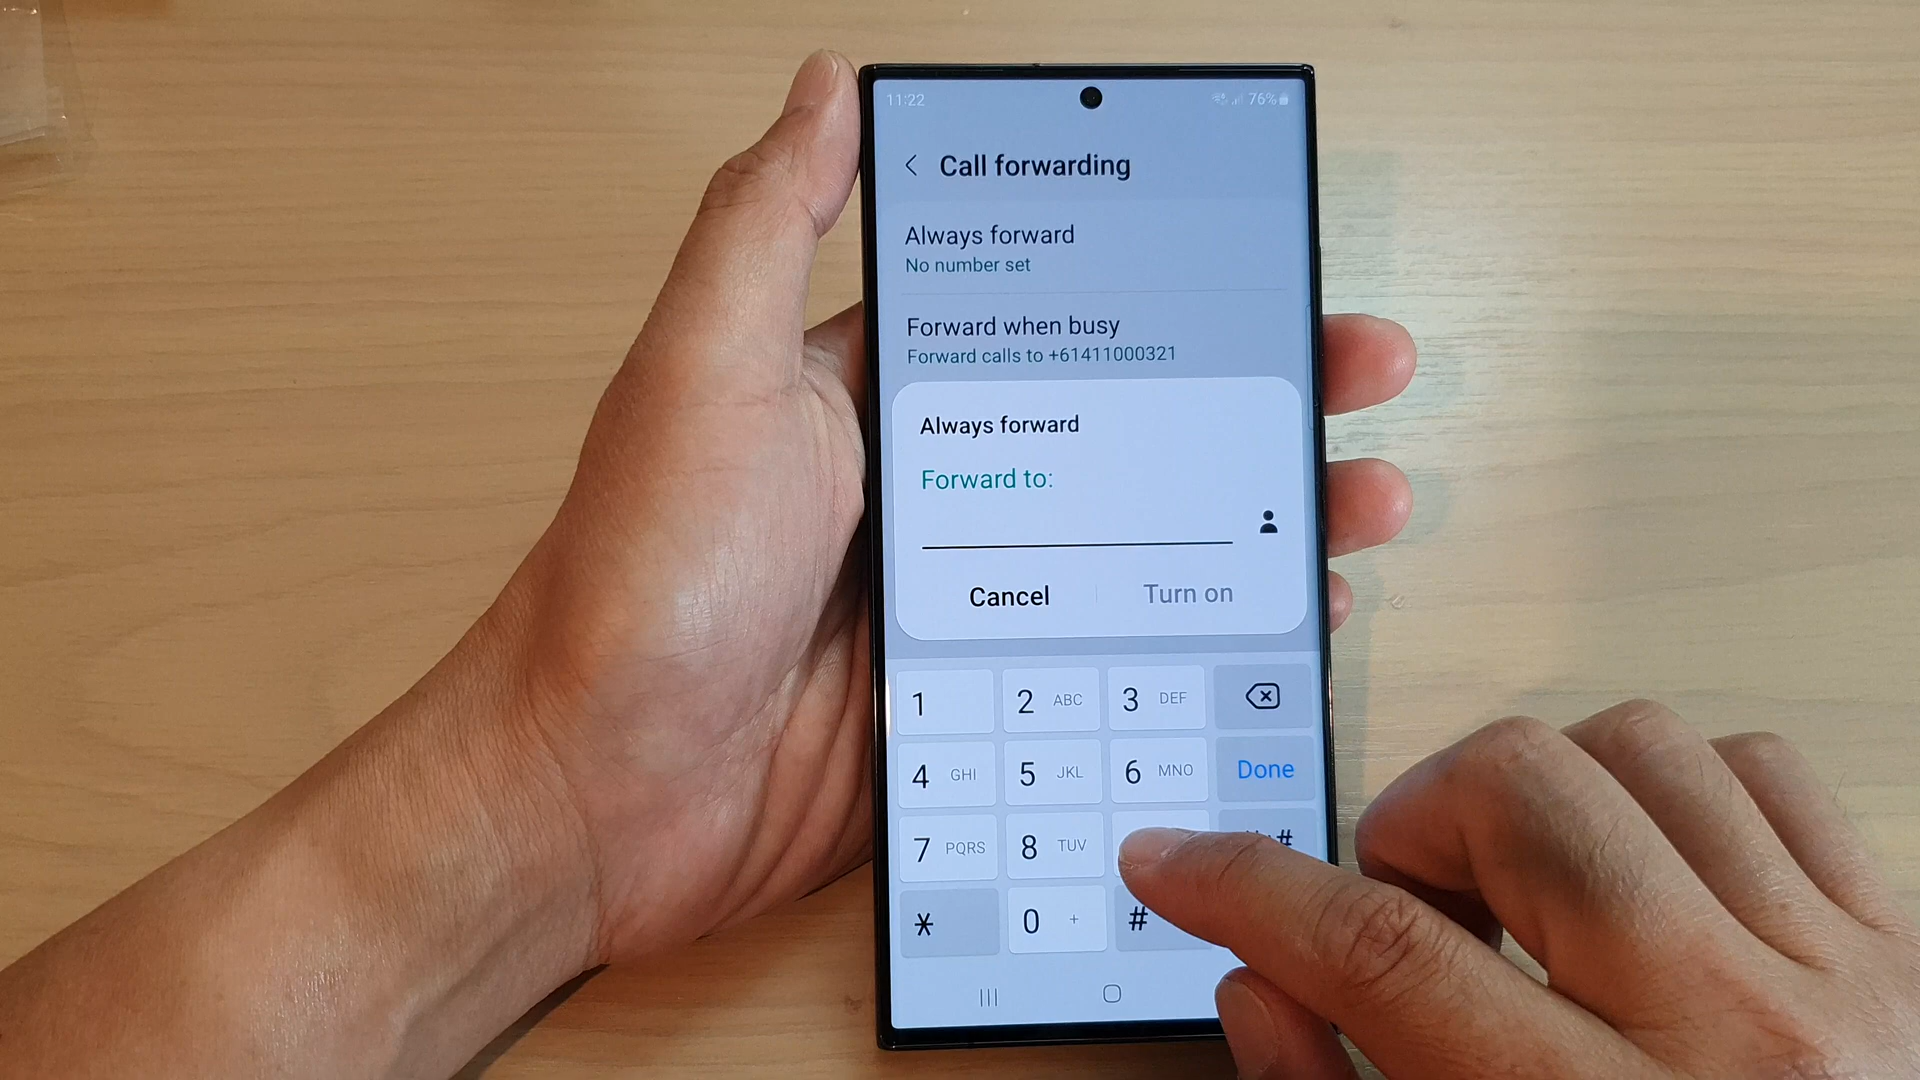 11:22
76%
Call forwarding
Always forward
No number set
Forward when busy
Forward calls to +61411000321
Always forward
Forward to:
Cancel
Turn on
1
2 ABC
3 DEF
4 GHI
5 JKL
6 MNO
Done
7 PQRS
8 TUV
#
*
0 +
#